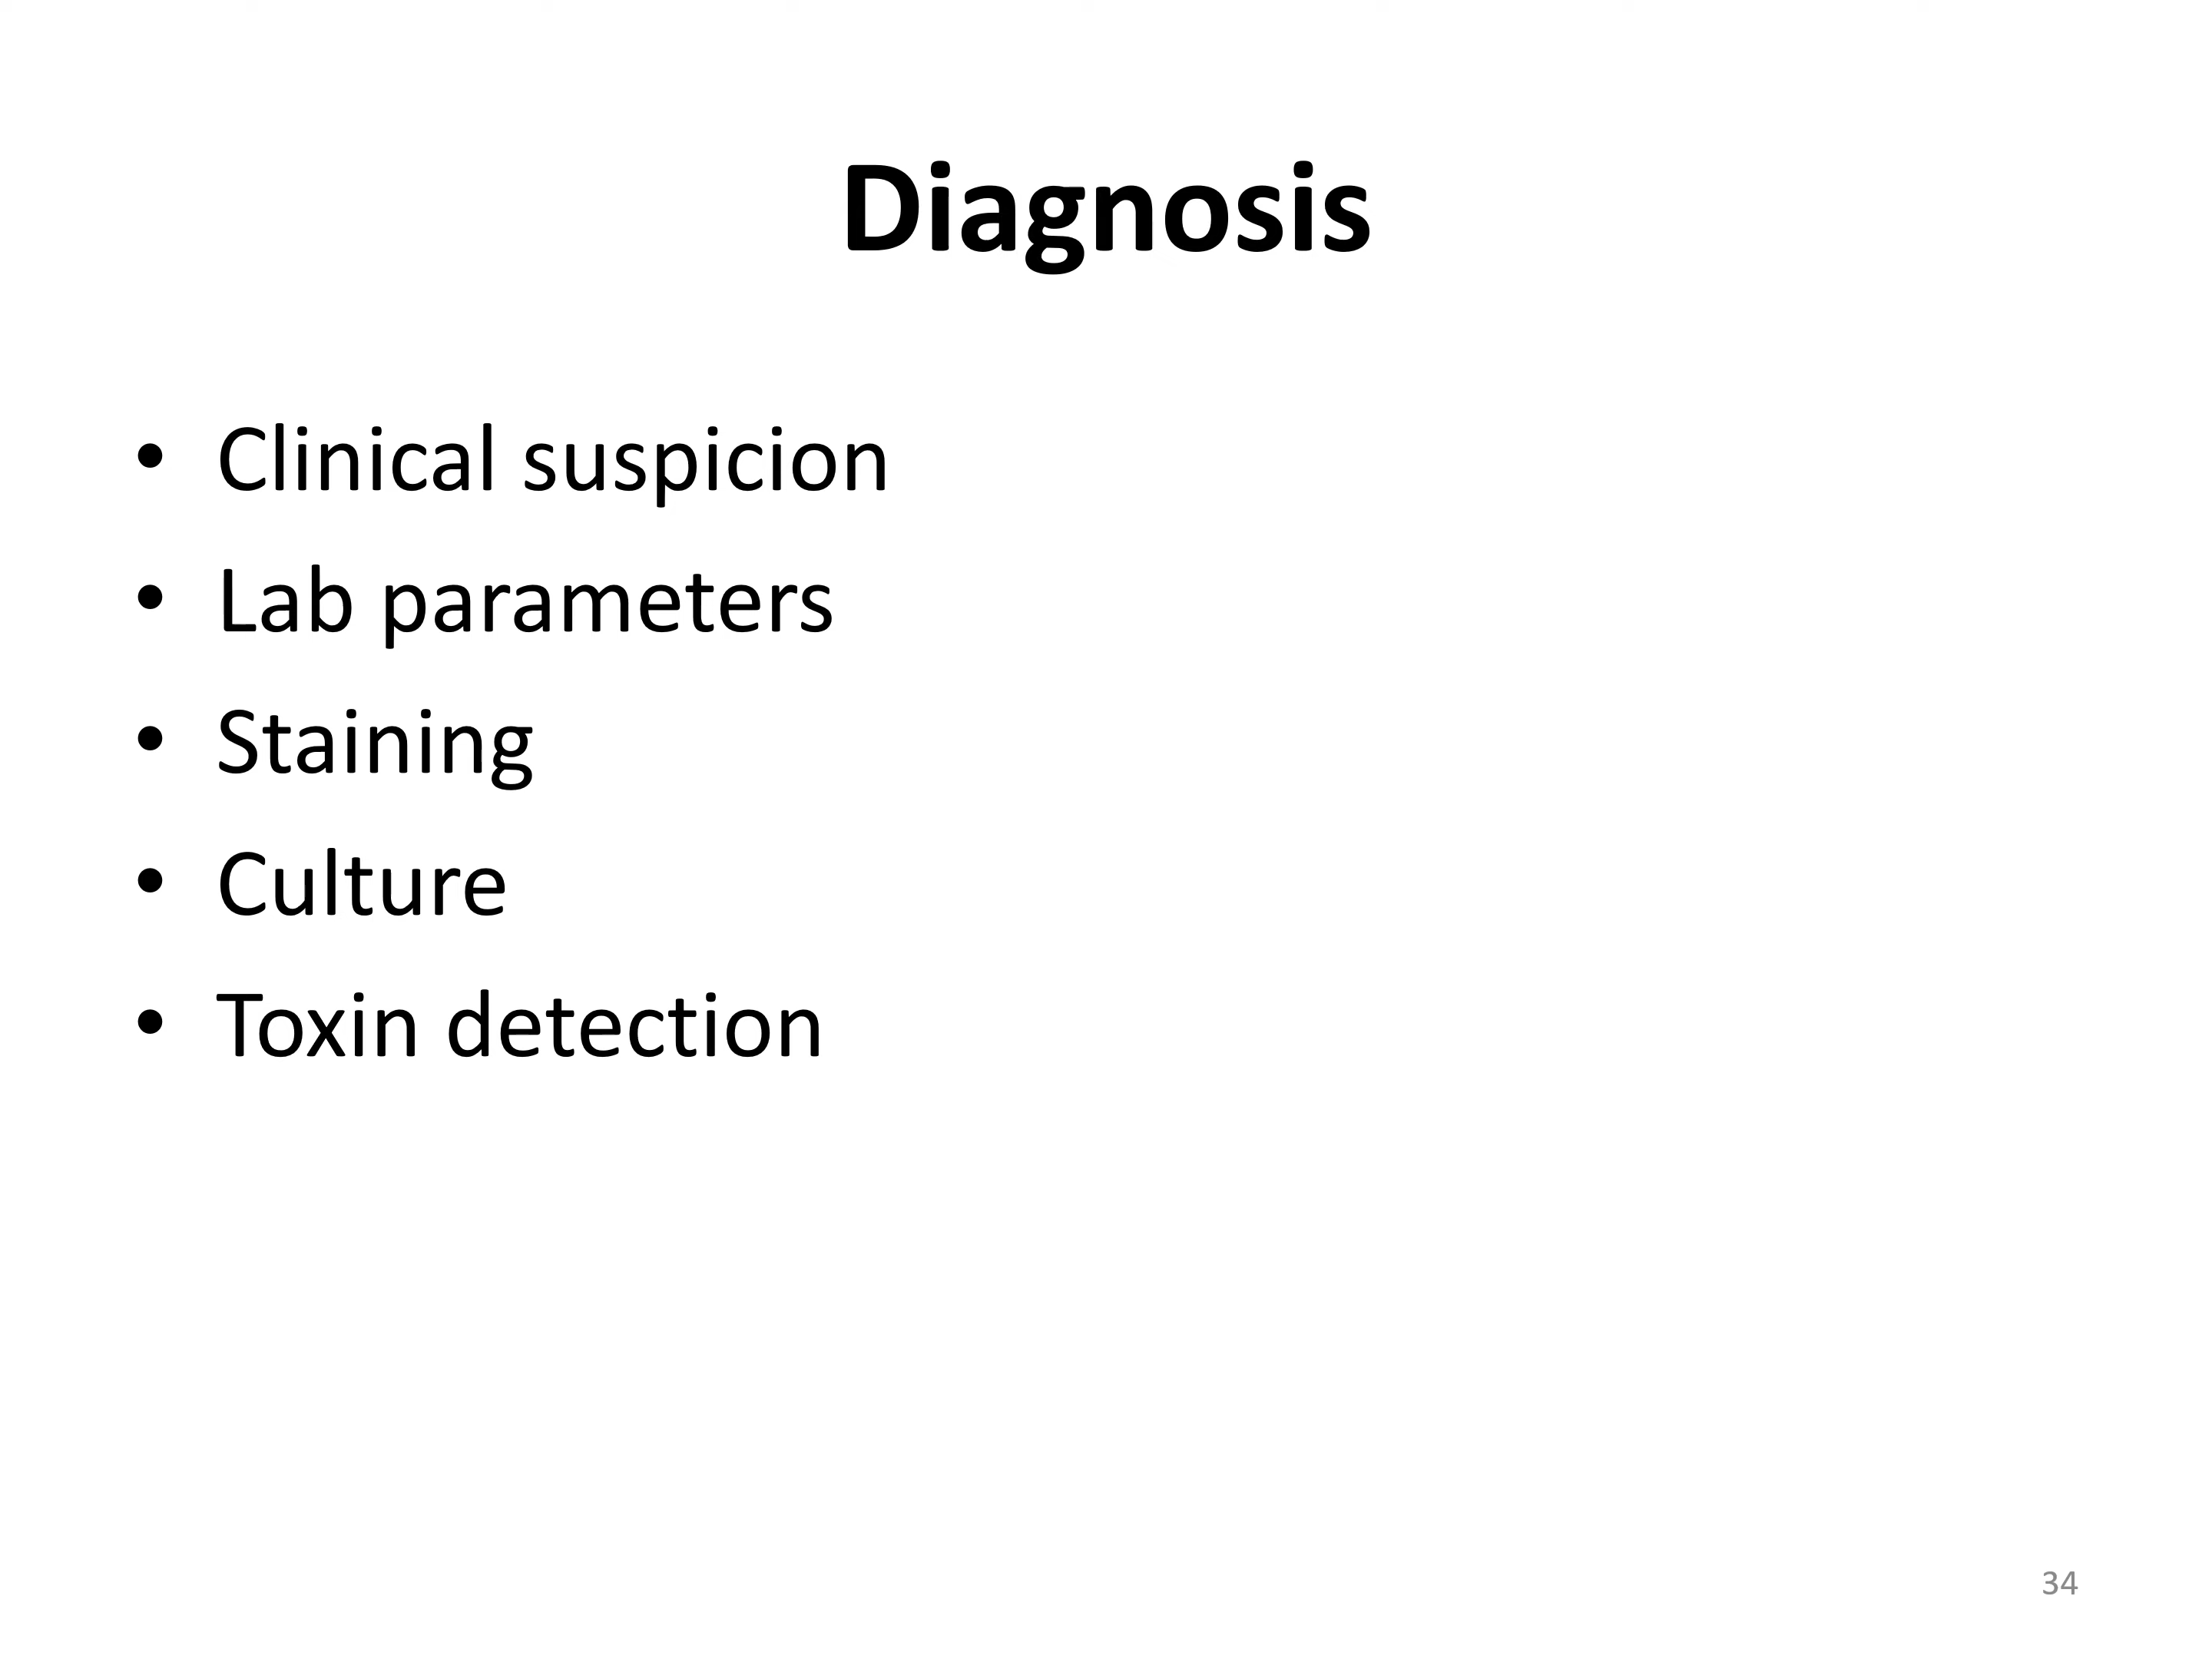 Diagnosis
• Clinical suspicion
• Lab parameters
• Staining
• Culture
• Toxin detection
34